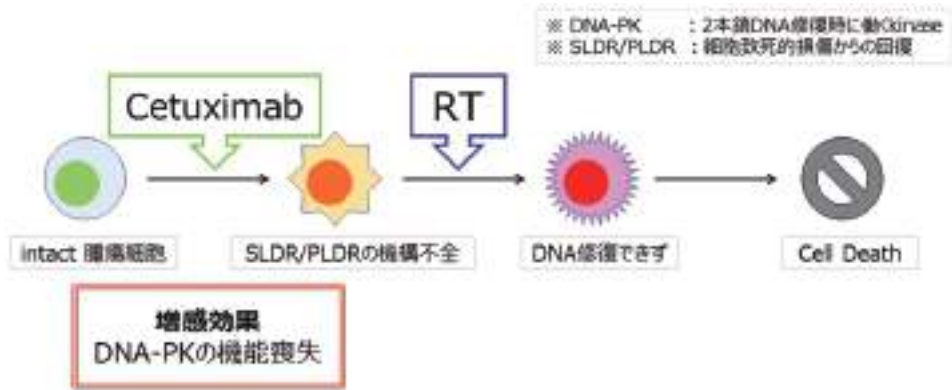 ※ DNA-PK ：2本鎖DNA修復時に働くkinase
※ SLDR/PLDR ：細胞致死的損傷からの回復
Cetuximab
RT
intact 腫瘍細胞
SLDR/PLDRの機構不全
DNA修復できず
Cell Death
増感効果
DNA-PKの機能喪失